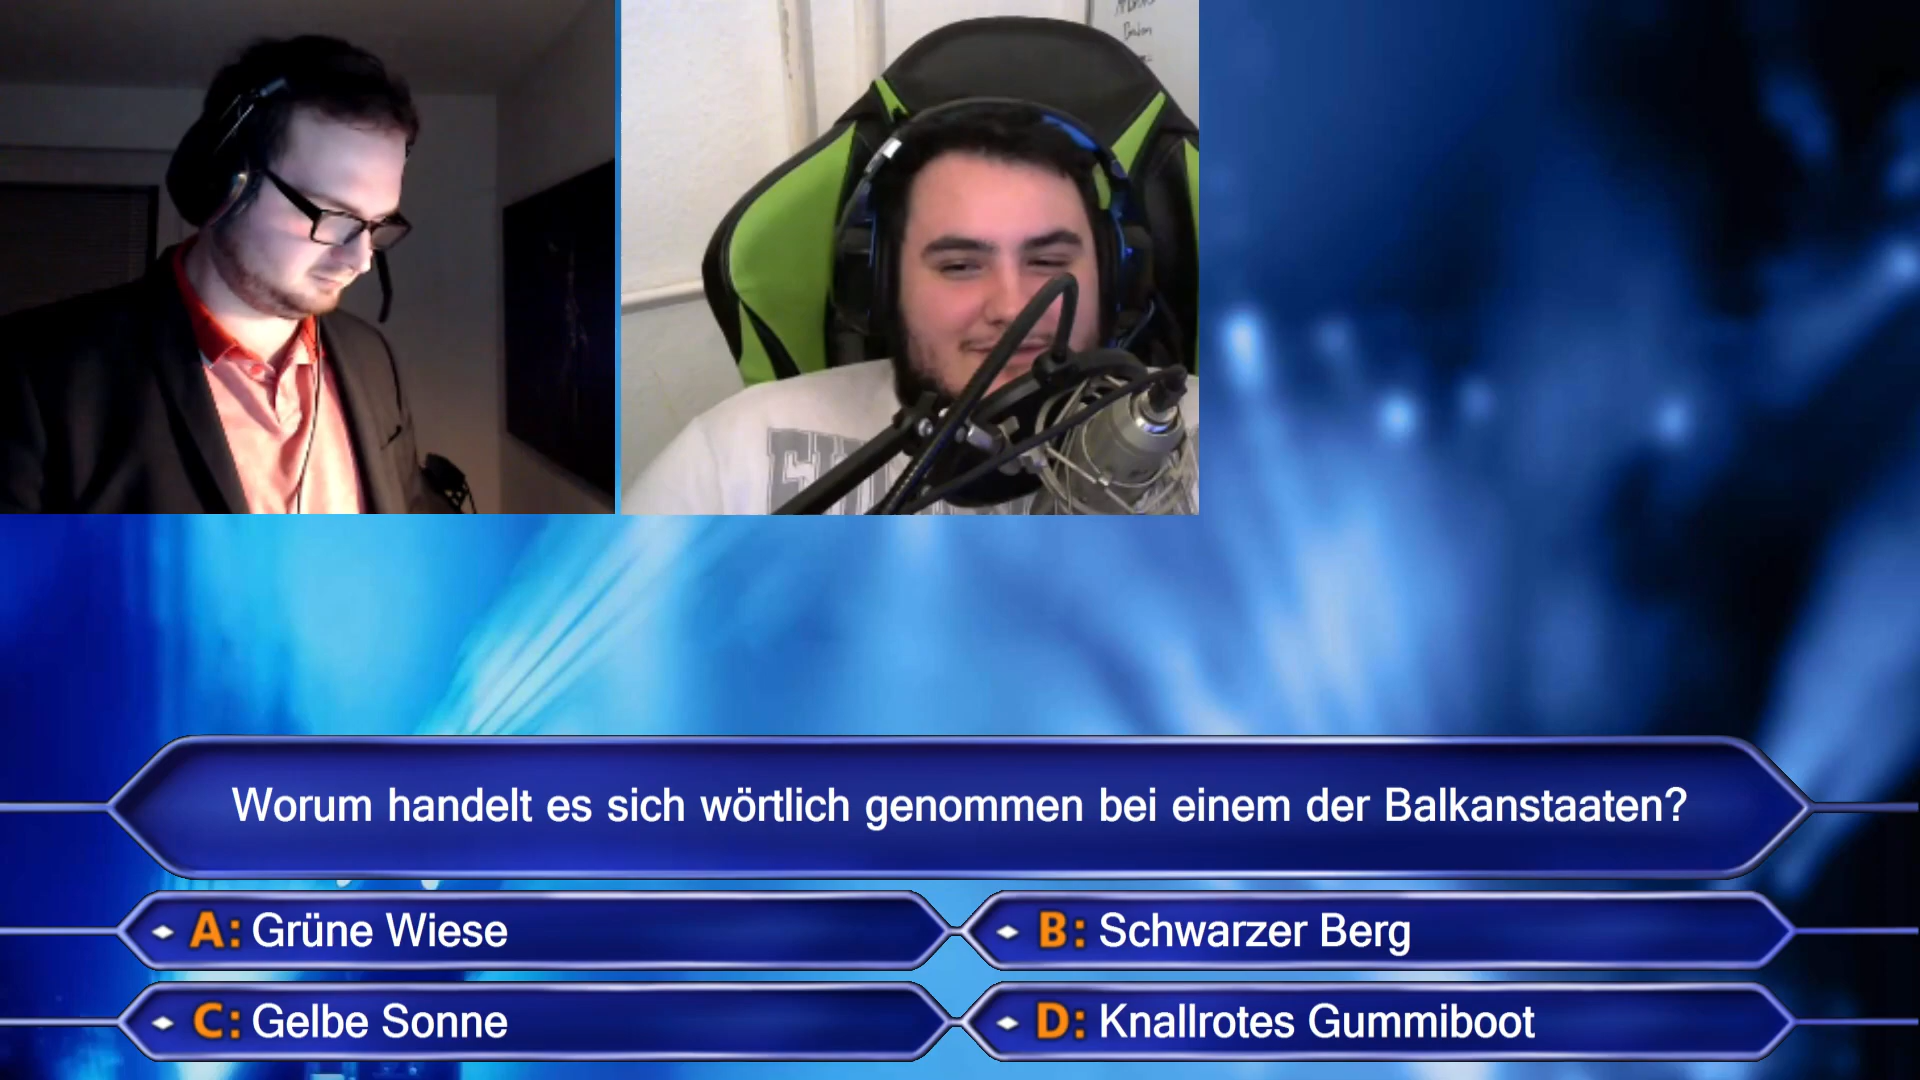 Worum handelt es sich wörtlich genommen bei einem der Balkanstaaten?
A: Grüne Wiese
B: Schwarzer Berg
C: Gelbe Sonne
D: Knallrotes Gummiboot